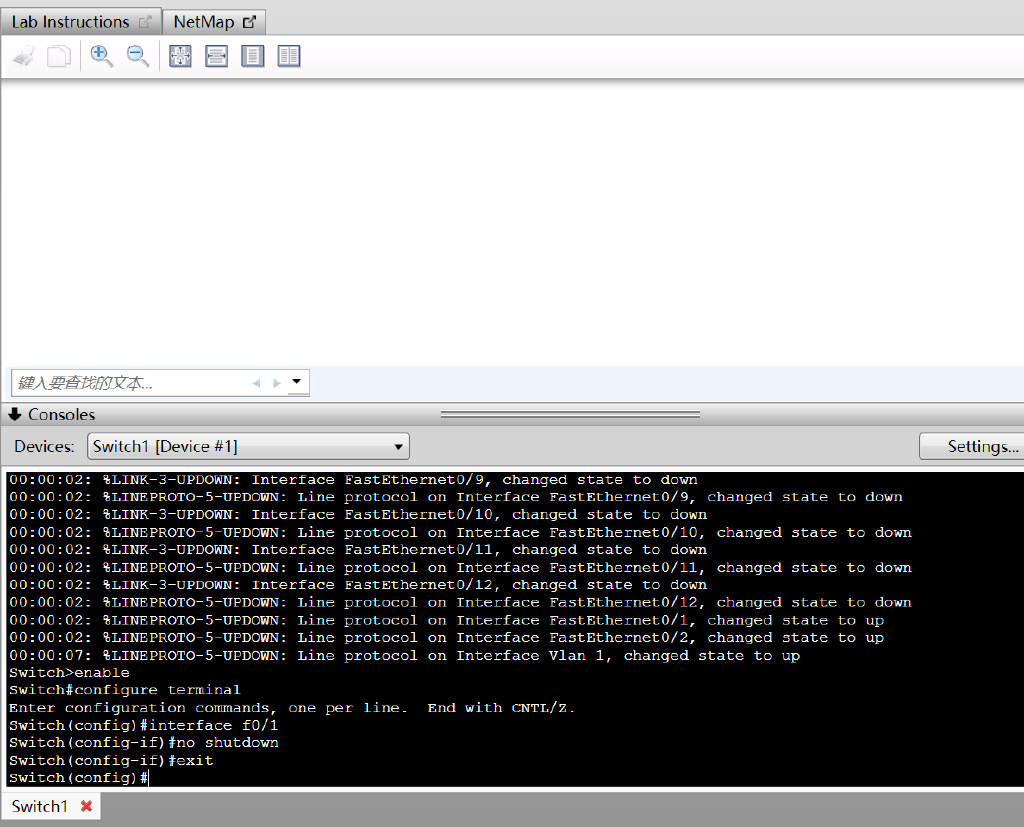 Lab Instructions NetMap
键入要查找的文本...
Consoles
Devices: Switch1 [Device #1] Settings...
00:00:02: %LINK-3-UPDOWN: Interface FastEthernet0/9, changed state to down
00:00:02: %LINEPROTO-5-UPDOWN: Line protocol on Interface FastEthernet0/9, changed state to down
00:00:02: %LINK-3-UPDOWN: Interface FastEthernet0/10, changed state to down
00:00:02: %LINEPROTO-5-UPDOWN: Line protocol on Interface FastEthernet0/10, changed state to down
00:00:02: %LINK-3-UPDOWN: Interface FastEthernet0/11, changed state to down
00:00:02: %LINEPROTO-5-UPDOWN: Line protocol on Interface FastEthernet0/11, changed state to down
00:00:02: %LINK-3-UPDOWN: Interface FastEthernet0/12, changed state to down
00:00:02: %LINEPROTO-5-UPDOWN: Line protocol on Interface FastEthernet0/12, changed state to down
00:00:02: %LINEPROTO-5-UPDOWN: Line protocol on Interface FastEthernet0/1, changed state to up
00:00:02: %LINEPROTO-5-UPDOWN: Line protocol on Interface FastEthernet0/2, changed state to up
00:00:07: %LINEPROTO-5-UPDOWN: Line protocol on Interface Vlan 1, changed state to up
Switch>enable
Switch#configure terminal
Enter configuration commands, one per line.  End with CNTL/Z.
Switch(config)#interface f0/1
Switch(config-if)#no shutdown
Switch(config-if)#exit
Switch(config)#
Switch1